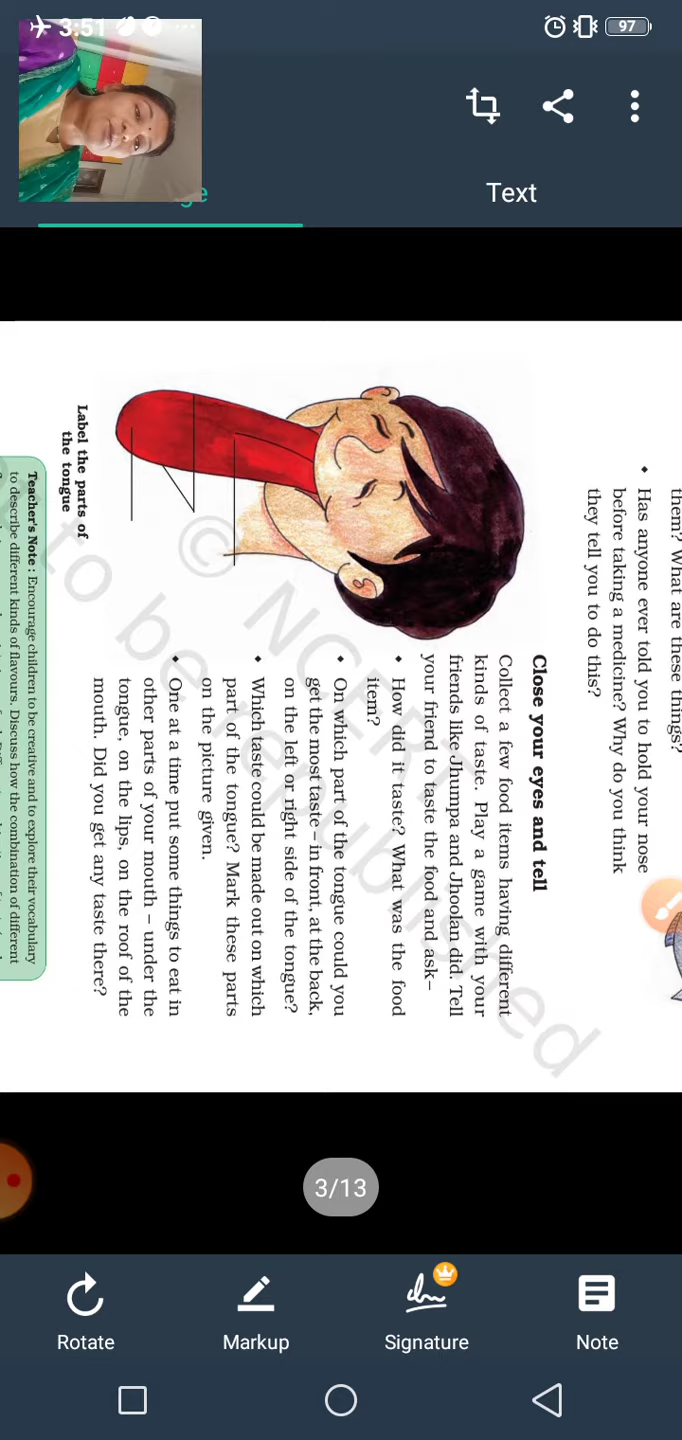 3:51
97
ge
Text
them? What are these things?
Has anyone ever told you to hold your nose
before taking a medicine? Why do you think
they tell you to do this?
Close your eyes and tell
Collect a few food items having different
kinds of taste. Play a game with your
friends like Jhumpa and Jhoolan did. Tell
your friend to taste the food and ask–
How did it taste? What was the food
item?
On which part of the tongue could you
get the most taste – in front, at the back,
on the left or right side of the tongue?
Which taste could be made out on which
part of the tongue? Mark these parts
on the picture given.
One at a time put some things to eat in
other parts of your mouth – under the
tongue, on the lips, on the roof of the
mouth. Did you get any taste there?
Label the parts of
the tongue
Teacher's Note : Encourage children to be creative and to explore their vocabulary
to describe different kinds of flavours. Discuss how the combination of different
© NCERT
to be republished
3/13
Rotate
Markup
Signature
Note